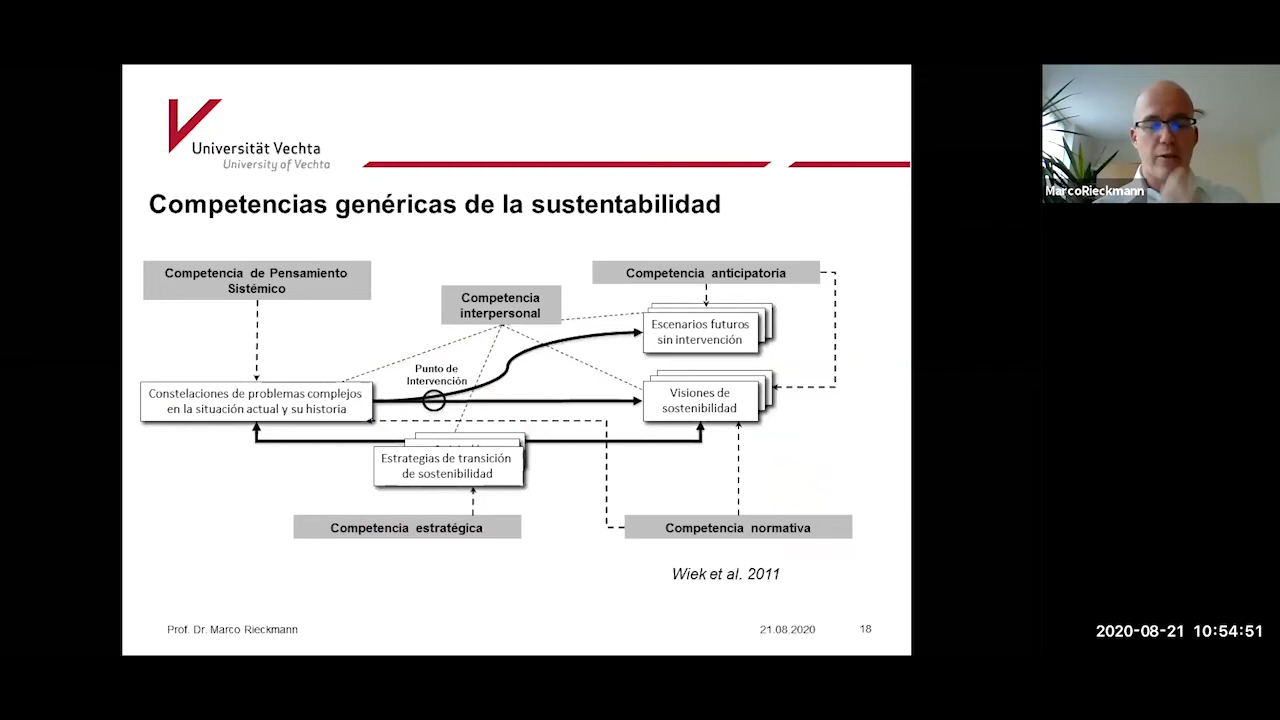 Universität Vechta
University of Vechta
Competencias genéricas de la sustentabilidad
Competencia de Pensamiento
Sistémico
Competencia
interpersonal
Competencia anticipatoria
Escenarios futuros
sin intervención
Punto de
Intervención
Constelaciones de problemas complejos
en la situación actual y su historia
Visiones de
sostenibilidad
Estrategias de transición
de sostenibilidad
Competencia estratégica
Competencia normativa
Wiek et al. 2011
Prof. Dr. Marco Rieckmann
21.08.2020
18
MarcoRieckmann
2020-08-21 10:54:51